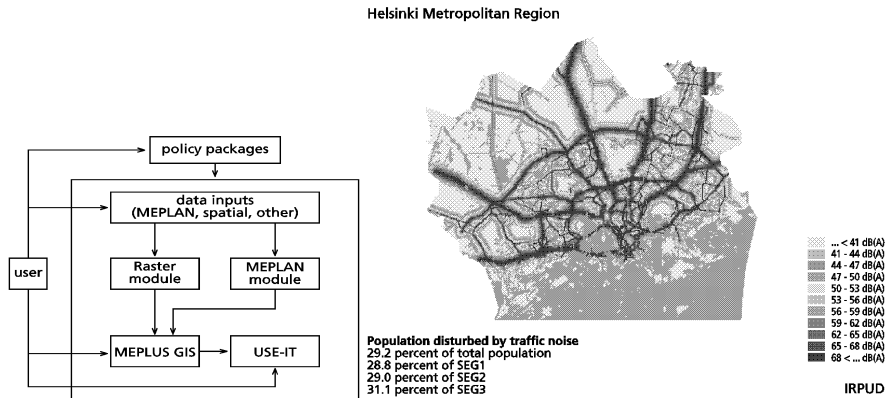 Helsinki Metropolitan Region
policy packages
data inputs
(MEPLAN, spatial, other)
user
Raster
module
MEPLAN
module
MEPLUS GIS
USE-IT
Population disturbed by traffic noise
29.2 percent of total population
28.8 percent of SEG1
29.0 percent of SEG2
31.1 percent of SEG3
... < 41 dB(A)
41 - 44 dB(A)
44 - 47 dB(A)
47 - 50 dB(A)
50 - 53 dB(A)
53 - 56 dB(A)
56 - 59 dB(A)
59 - 62 dB(A)
62 - 65 dB(A)
65 - 68 dB(A)
68 < ... dB(A)
IRPUD